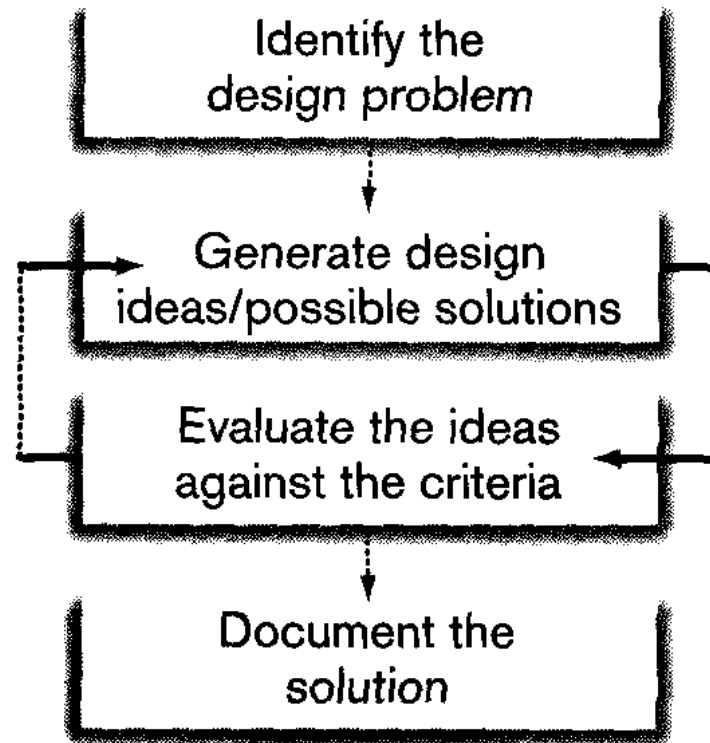 Identify the
design problem
Generate design
ideas/possible solutions
Evaluate the ideas
against the criteria
Document the
solution